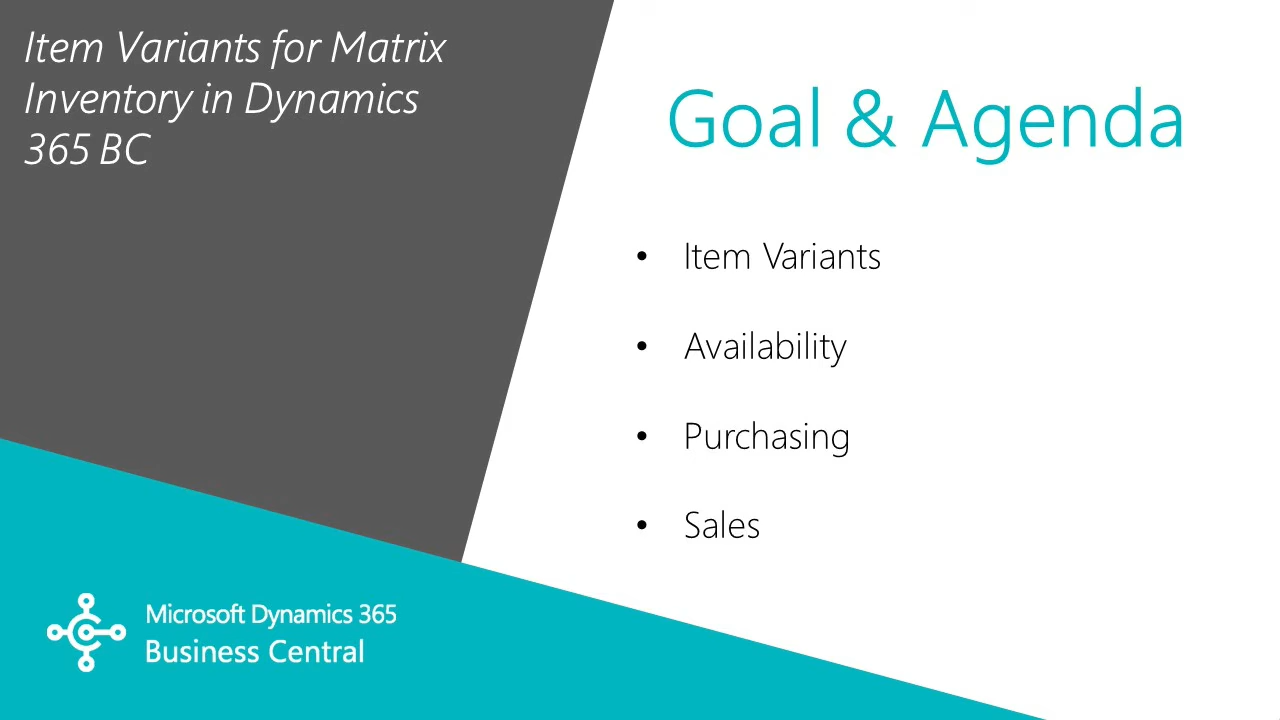 Item Variants for Matrix
Inventory in Dynamics
365 BC
Goal & Agenda
• Item Variants
• Availability
• Purchasing
• Sales
Microsoft Dynamics 365
Business Central